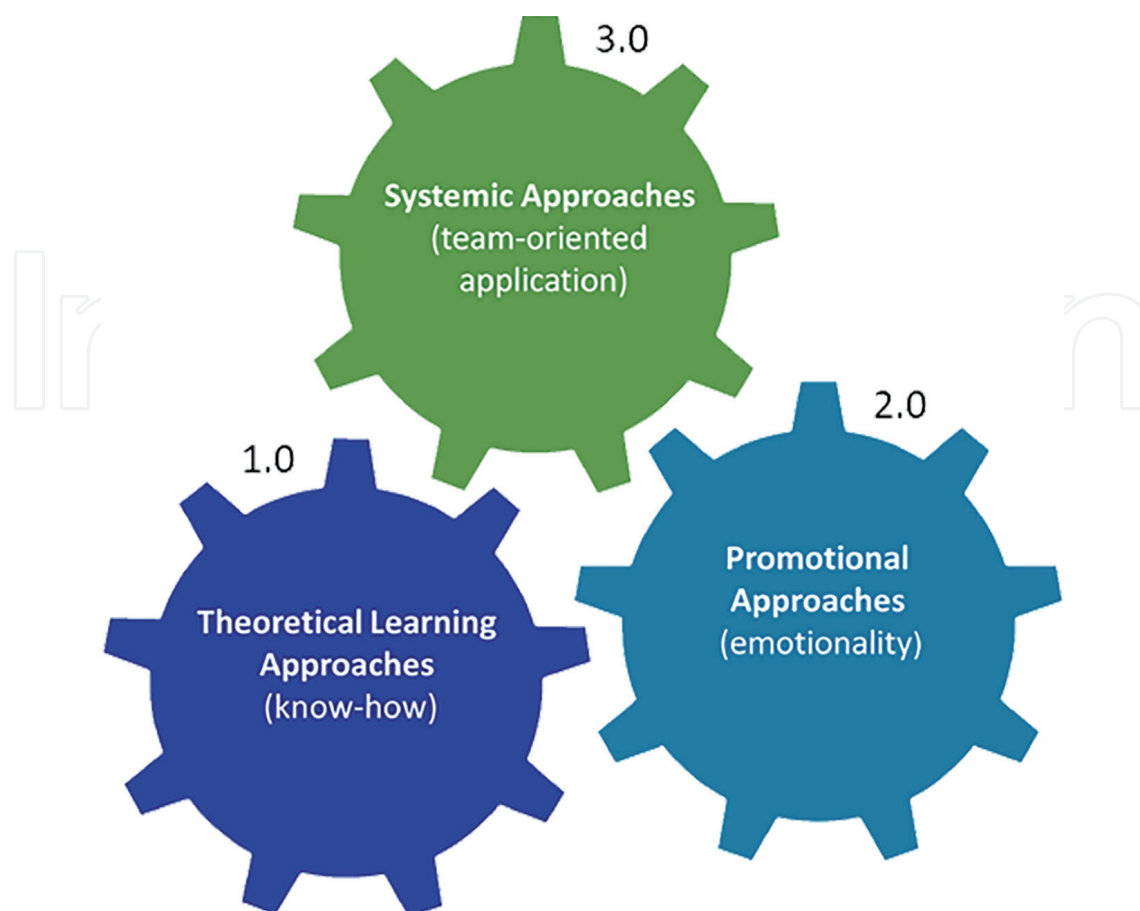 3.0
Systemic Approaches
(team-oriented
application)
2.0
Promotional
Approaches
(emotionality)
1.0
Theoretical Learning
Approaches
(know-how)